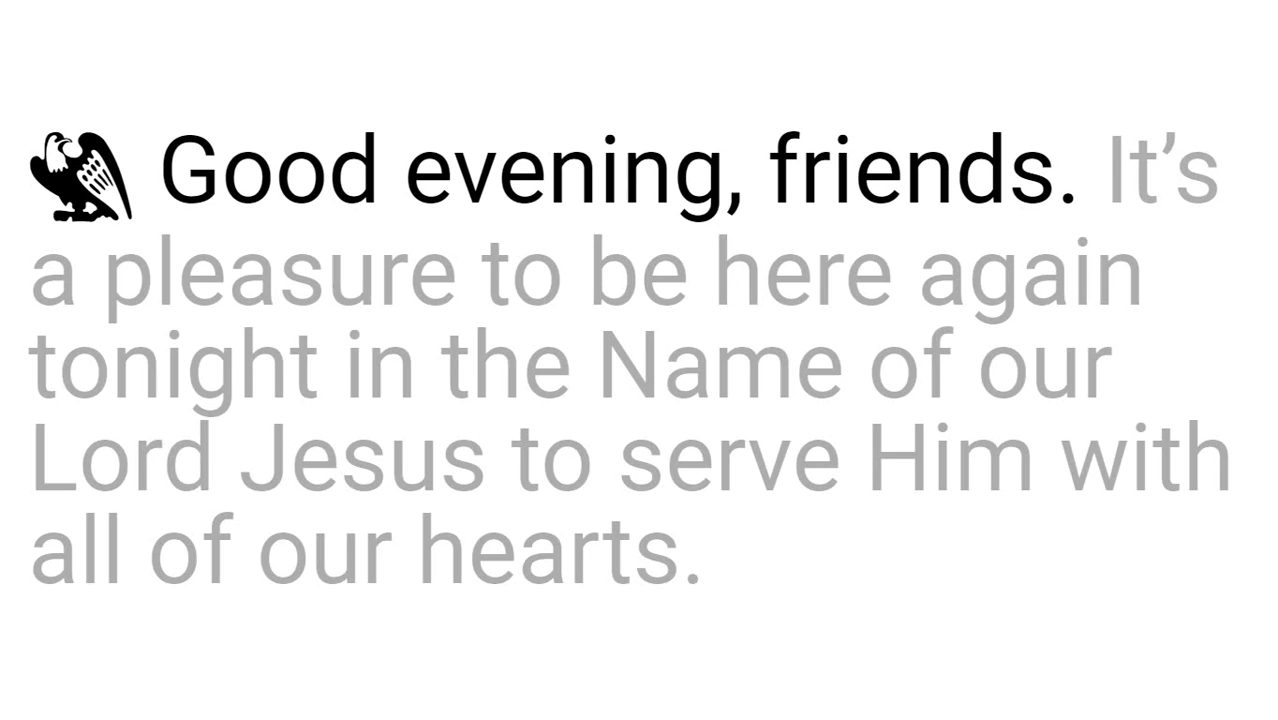 Good evening, friends. It’s
a pleasure to be here again
tonight in the Name of our
Lord Jesus to serve Him with
all of our hearts.